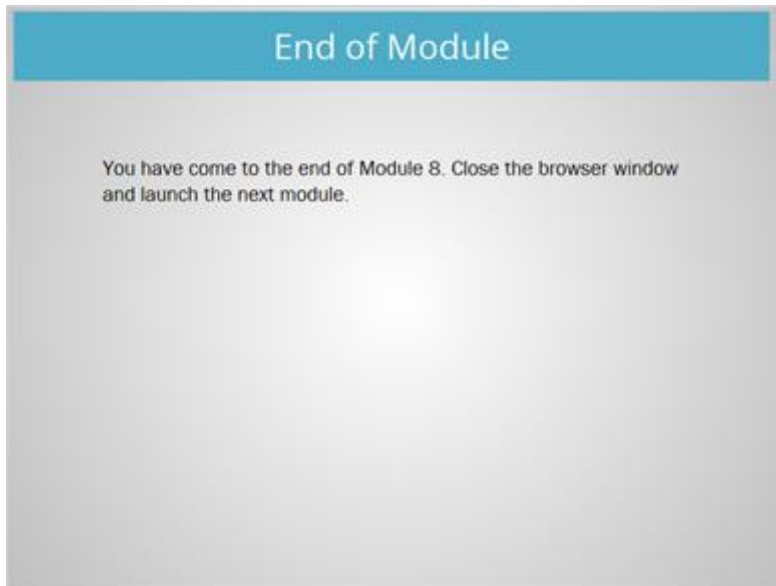 End of Module
You have come to the end of Module 8. Close the browser window
and launch the next module.